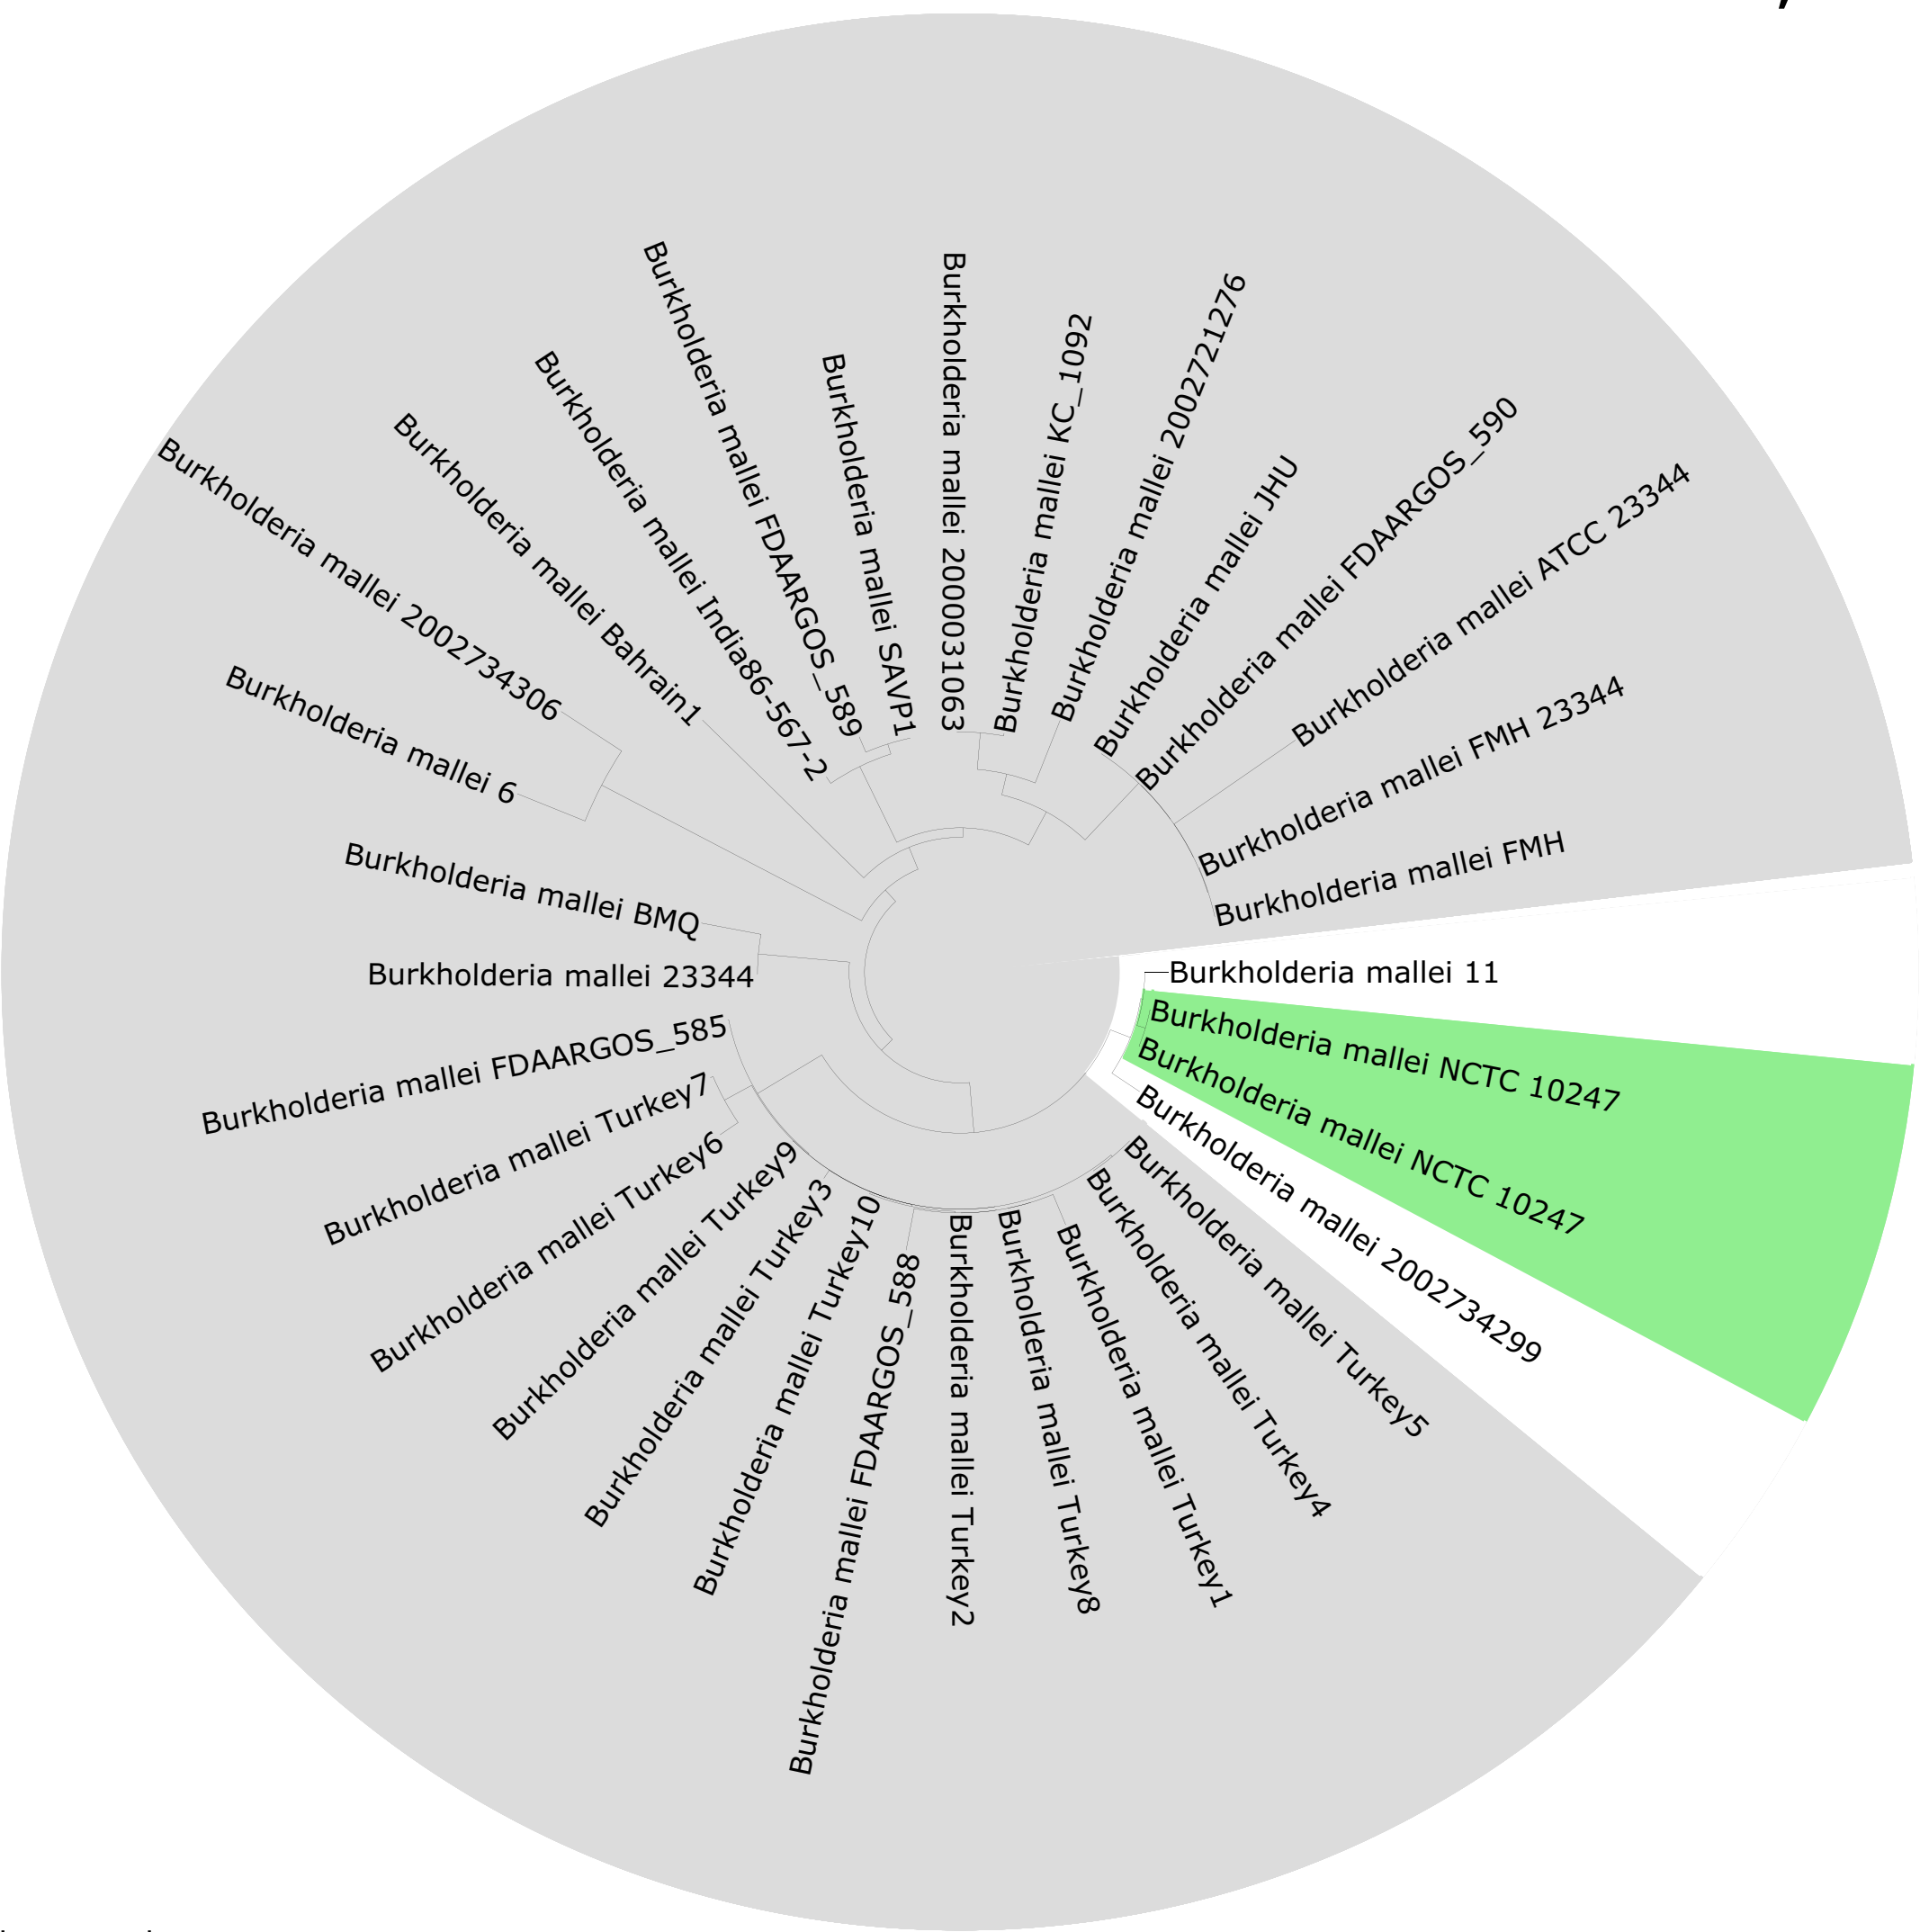 Burkholderia mallei 2000031063
Burkholderia mallei KC_1092
Burkholderia mallei 2002721276
Burkholderia mallei JHU
Burkholderia mallei FDAARGOS_590
Burkholderia mallei ATCC 23344
Burkholderia mallei FMH 23344
Burkholderia mallei FMH
Burkholderia mallei 11
Burkholderia mallei NCTC 10247
Burkholderia mallei NCTC 10247
Burkholderia mallei 2002734299
Burkholderia mallei Turkey5
Burkholderia mallei Turkey4
Burkholderia mallei Turkey1
Burkholderia mallei Turkey8
Burkholderia mallei Turkey2
Burkholderia mallei FDAARGOS_588
Burkholderia mallei Turkey10
Burkholderia mallei Turkey3
Burkholderia mallei Turkey9
Burkholderia mallei Turkey6
Burkholderia mallei Turkey7
Burkholderia mallei FDAARGOS_585
Burkholderia mallei 23344
Burkholderia mallei BMQ
Burkholderia mallei 6
Burkholderia mallei 2002734306
Burkholderia mallei Bahrain1
Burkholderia mallei India86-567-2
Burkholderia mallei FDAARGOS_589
Burkholderia mallei SAVP1